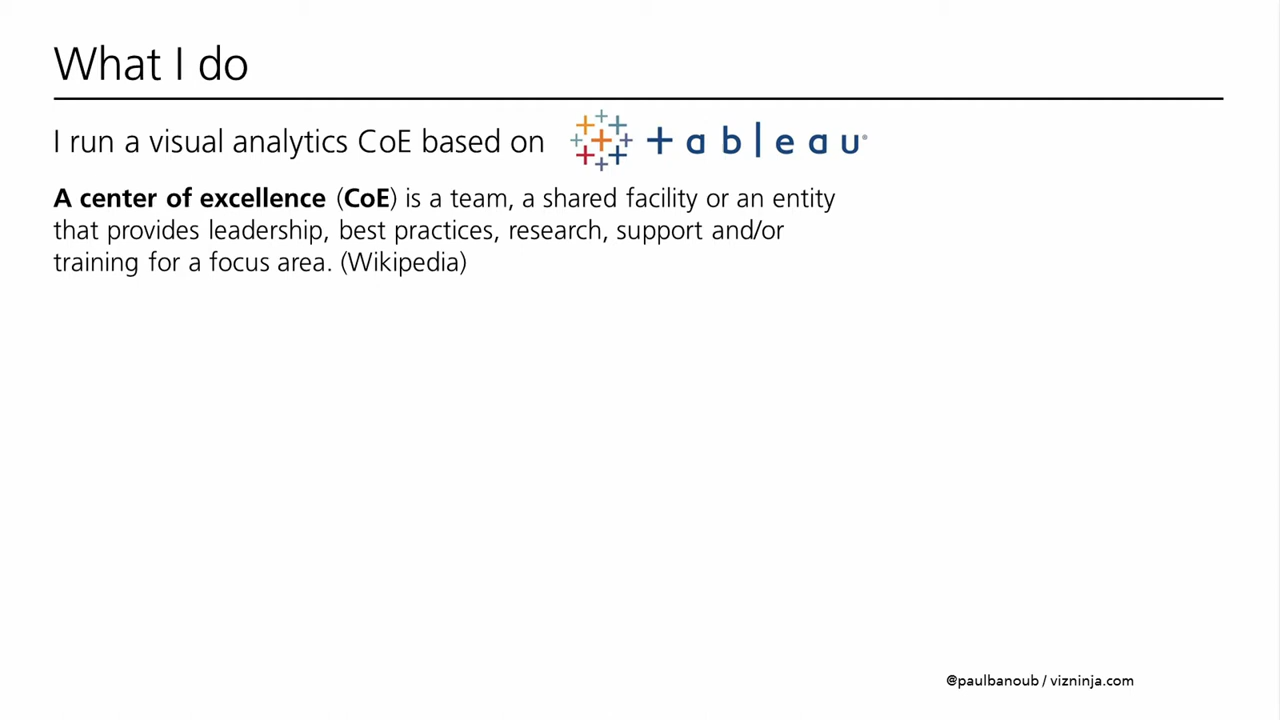 What I do
I run a visual analytics CoE based on +ableau®
A center of excellence (CoE) is a team, a shared facility or an entity
that provides leadership, best practices, research, support and/or
training for a focus area. (Wikipedia)
@paulbanoub / vizninja.com